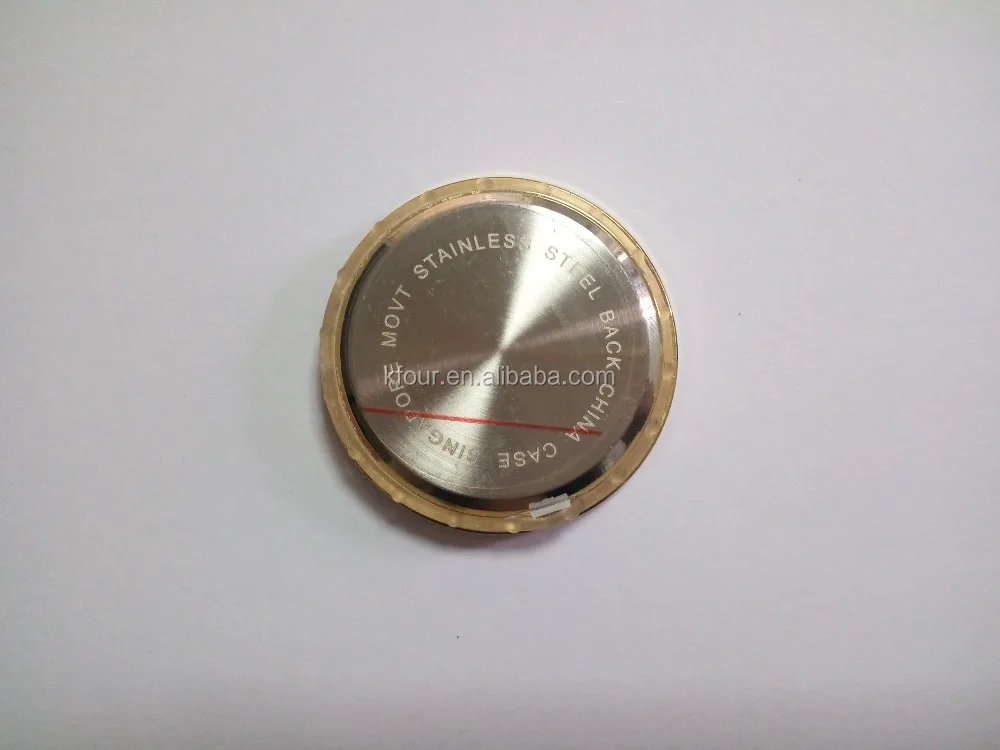 SINGAPORE MOVT STAINLESS STEEL BACK CHINA CASE
kfour.en.alibaba.com